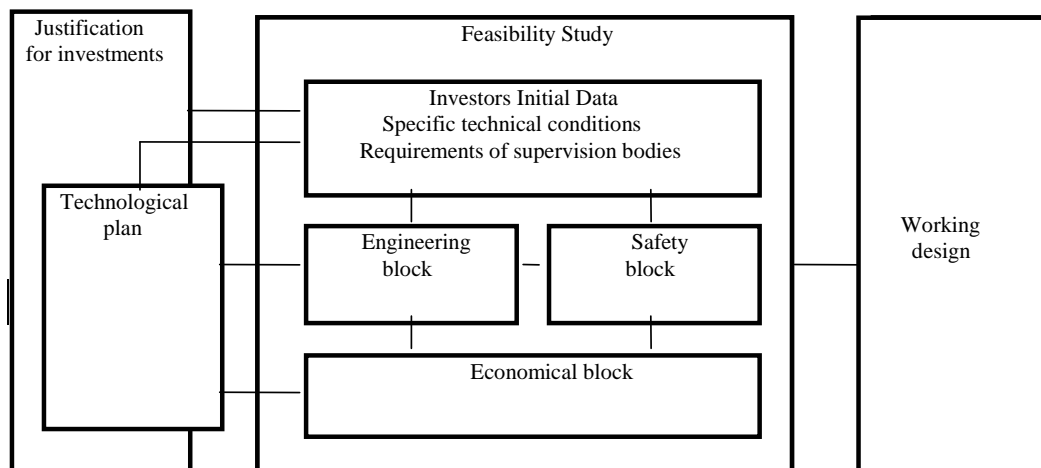 Justification
for investments
Feasibility Study
Investors Initial Data
Specific technical conditions
Requirements of supervision bodies
Technological
plan
Engineering
block
Safety
block
Economical block
Working
design